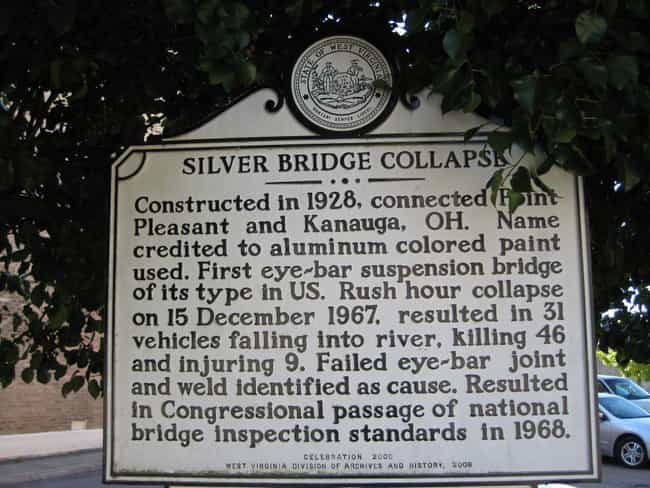 STATE OF WEST VIRGINIA
MONTANI SEMPER LIBERI
SILVER BRIDGE COLLAPSE
Constructed in 1928, connected Point
Pleasant and Kanauga, OH. Name
credited to aluminum colored paint
used. First eye-bar suspension bridge
of its type in US. Rush hour collapse
on 15 December 1967, resulted in 31
vehicles falling into river, killing 46
and injuring 9. Failed eye-bar joint
and weld identified as cause. Resulted
in Congressional passage of national
bridge inspection standards in 1968.
CELEBRATION 2000
WEST VIRGINIA DIVISION OF ARCHIVES AND HISTORY, 2008